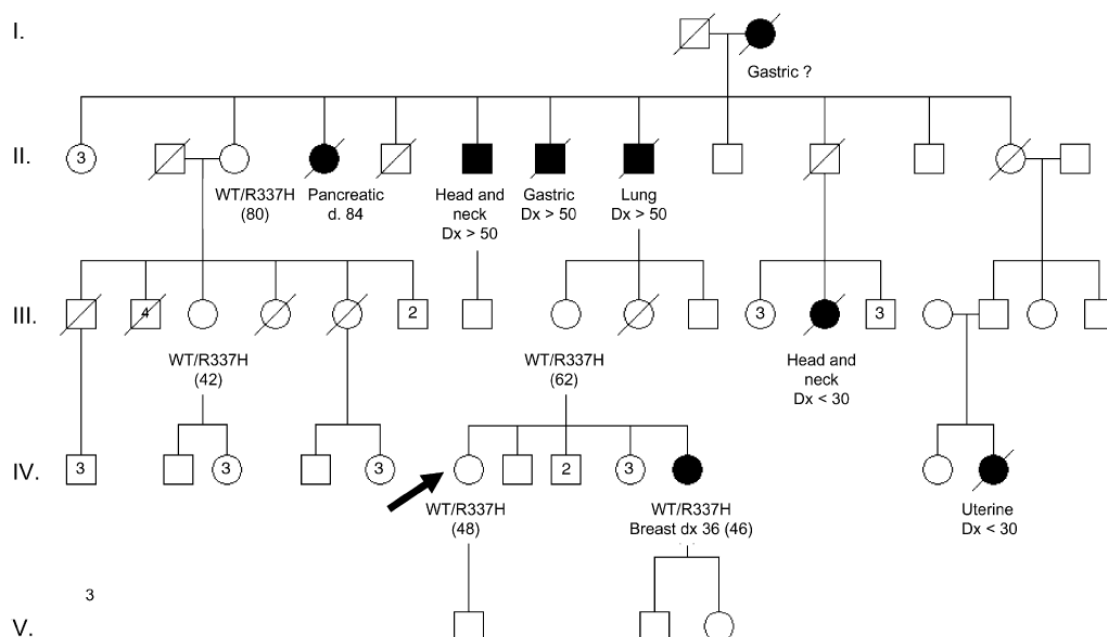 I.
Gastric ?
II.
3
WT/R337H
(80)
Pancreatic
d. 84
Head and
neck
Dx > 50
Gastric
Dx > 50
Lung
Dx > 50
III.
4
2
3
3
WT/R337H
(42)
WT/R337H
(62)
Head and
neck
Dx < 30
IV.
3
3
3
2
3
WT/R337H
(48)
WT/R337H
Breast dx 36 (46)
Uterine
Dx < 30
3
V.